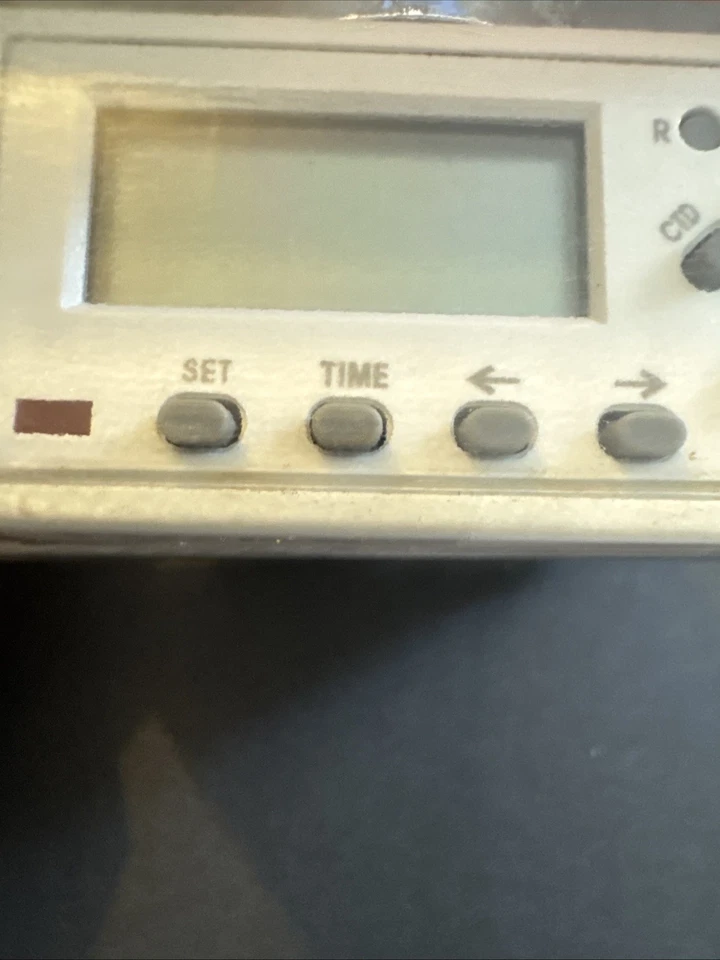 R
CTD
SET TIME ← →